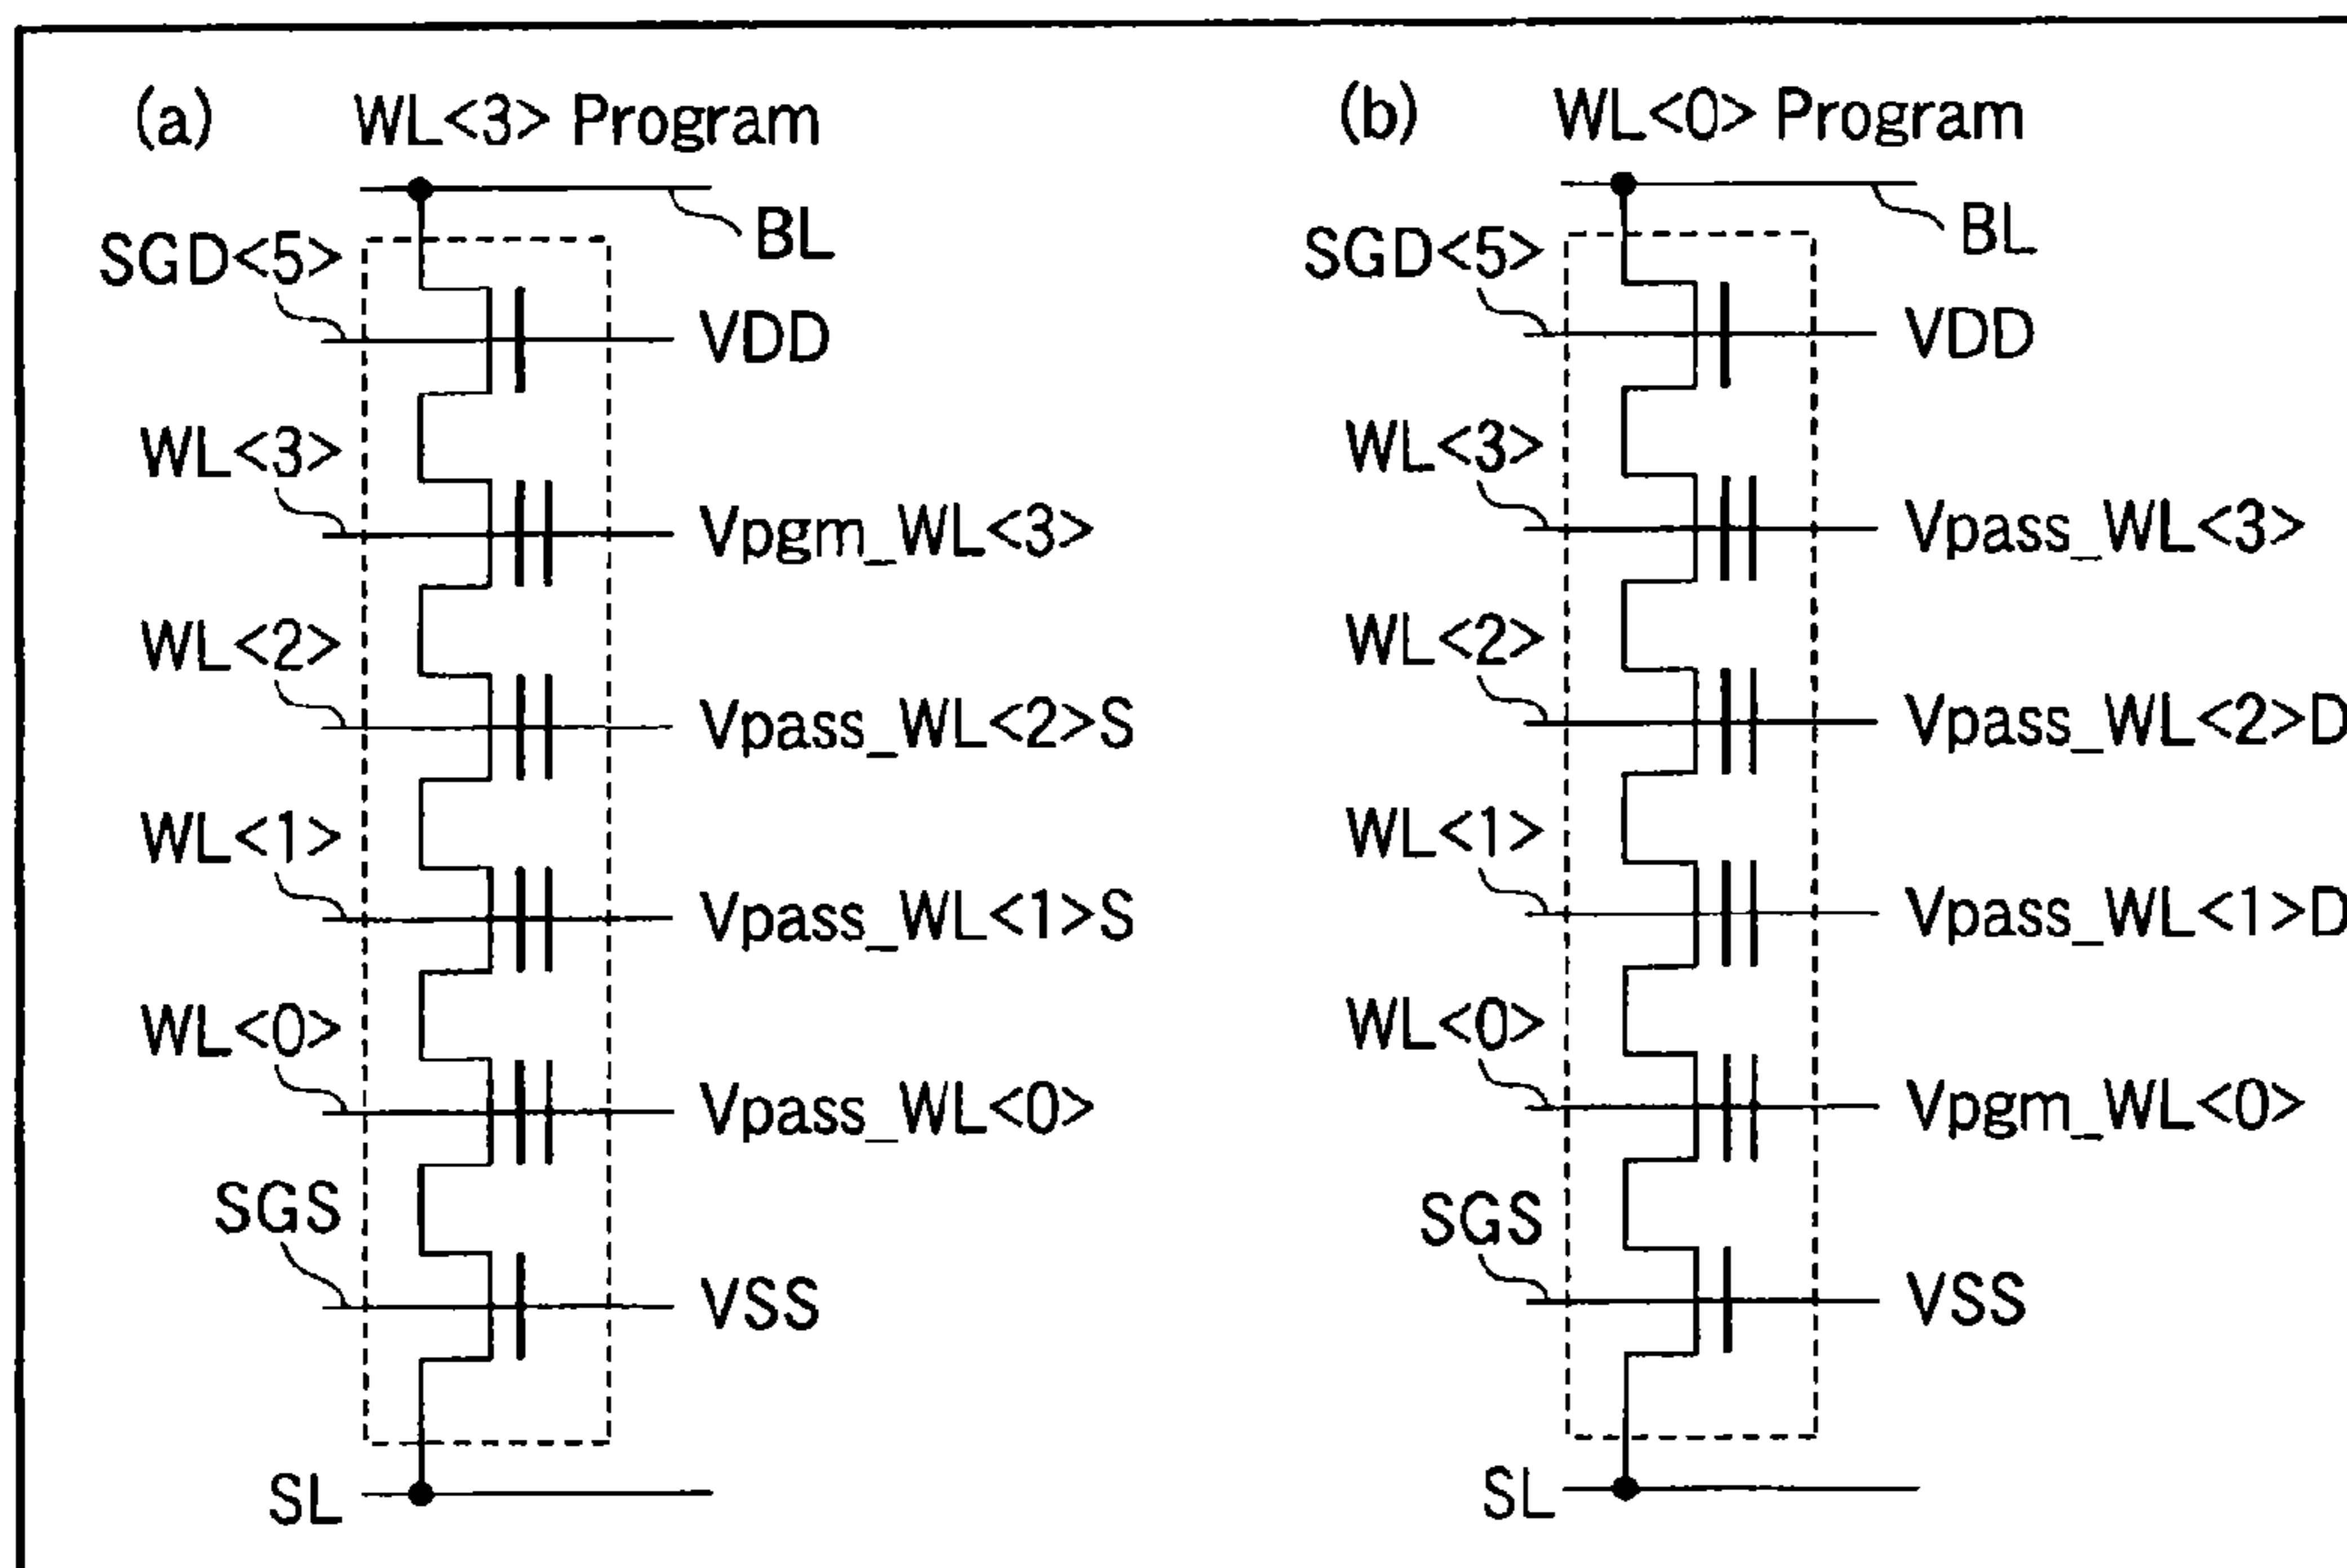 (a) WL<3> Program
BL
SGD<5>
VDD
WL<3>
Vpgm_WL<3>
WL<2>
Vpass_WL<2>S
WL<1>
Vpass_WL<1>S
WL<0>
Vpass_WL<0>
SGS
VSS
SL
(b) WL<0> Program
BL
SGD<5>
VDD
WL<3>
Vpass_WL<3>
WL<2>
Vpass_WL<2>D
WL<1>
Vpass_WL<1>D
WL<0>
Vpgm_WL<0>
SGS
VSS
SL